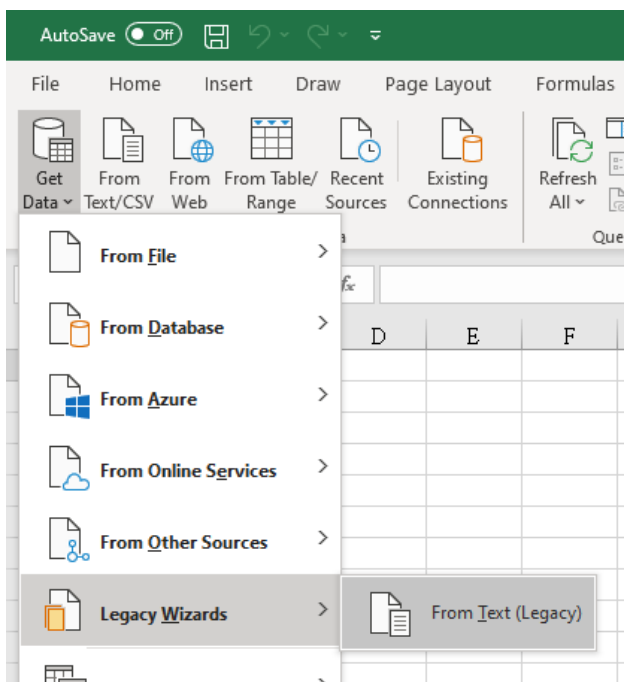 AutoSave Off
File Home Insert Draw Page Layout Formulas
Get Data From Text/CSV From Web From Table/ Range Recent Sources Existing Connections Refresh All
Que
From File
fx
From Database
D E F
From Azure
From Online Services
From Other Sources
Legacy Wizards
From Text (Legacy)